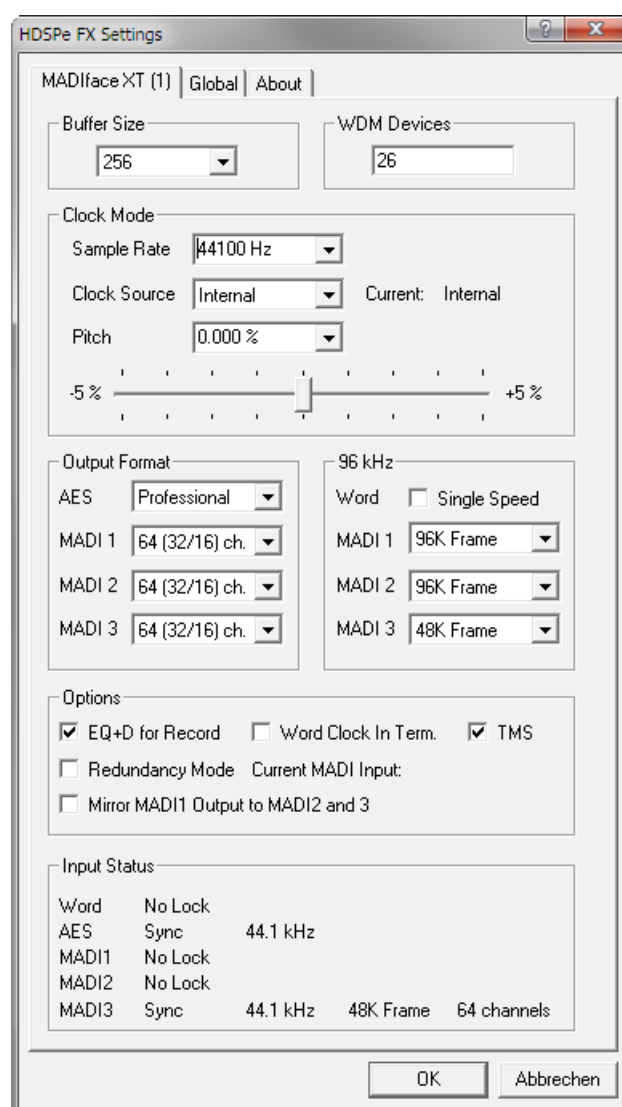 HDSPe FX Settings
MADIface XT (1) Global About
Buffer Size WDM Devices
256 26
Clock Mode
Sample Rate 44100 Hz
Clock Source Internal Current: Internal
Pitch 0.000 %
-5 % +5 %
Output Format 96 kHz
AES Professional Word Single Speed
MADI 1 64 (32/16) ch. MADI 1 96K Frame
MADI 2 64 (32/16) ch. MADI 2 96K Frame
MADI 3 64 (32/16) ch. MADI 3 48K Frame
Options
EQ+D for Record Word Clock In Term. TMS
Redundancy Mode Current MADI Input:
Mirror MADI1 Output to MADI2 and 3
Input Status
Word No Lock
AES Sync 44.1 kHz
MADI1 No Lock
MADI2 No Lock
MADI3 Sync 44.1 kHz 48K Frame 64 channels
OK Abbrechen